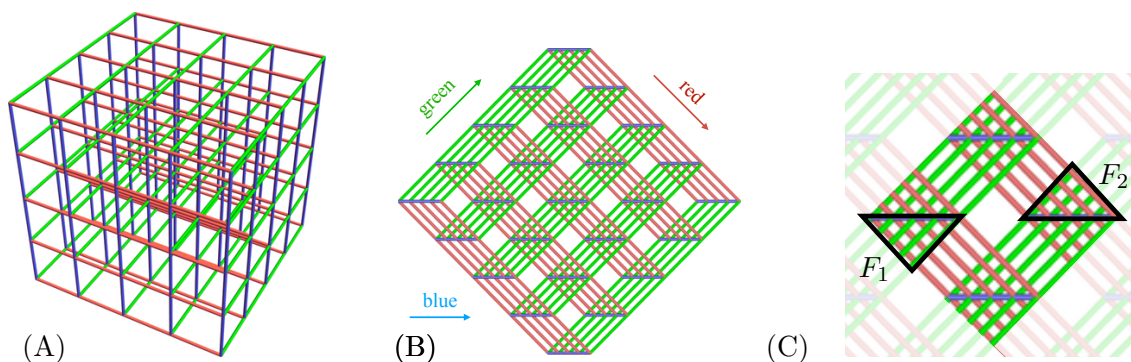 green
red
F₂
F₁
blue
(A)
(B)
(C)